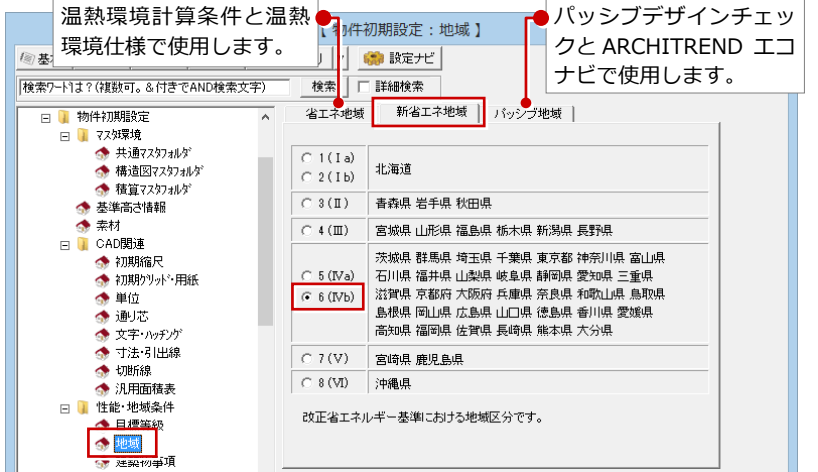 温熱環境計算条件と温熱
環境仕様で使用します。
パッシブデザインチェッ
クと ARCHITREND エコ
ナビで使用します。
【 物件初期設定：地域 】
設定ナビ
検索ﾜｰﾄﾞは？(複数可。&付きでAND検索文字)
検索
詳細検索
物件初期設定
マスタ環境
共通マスタフォルダ
構造図マスタフォルダ
積算マスタフォルダ
基準高さ情報
素材
CAD関連
初期縮尺
初期グリッド・用紙
単位
通り芯
文字・ハッチング
寸法・引出線
切断線
汎用面積表
性能・地域条件
目標等級
地域
建築物事項
省エネ地域
新省エネ地域
パッシブ地域
1 (Ⅰa)
2 (Ⅰb)
北海道
3 (Ⅱ)
青森県 岩手県 秋田県
4 (Ⅲ)
宮城県 山形県 福島県 栃木県 新潟県 長野県
5 (Ⅳa)
6 (Ⅳb)
茨城県 群馬県 埼玉県 千葉県 東京都 神奈川県 富山県
石川県 福井県 山梨県 岐阜県 静岡県 愛知県 三重県
滋賀県 京都府 大阪府 兵庫県 奈良県 和歌山県 鳥取県
島根県 岡山県 広島県 山口県 徳島県 香川県 愛媛県
高知県 福岡県 佐賀県 長崎県 熊本県 大分県
7 (Ⅴ)
宮崎県 鹿児島県
8 (Ⅵ)
沖縄県
改正省エネルギー基準における地域区分です。